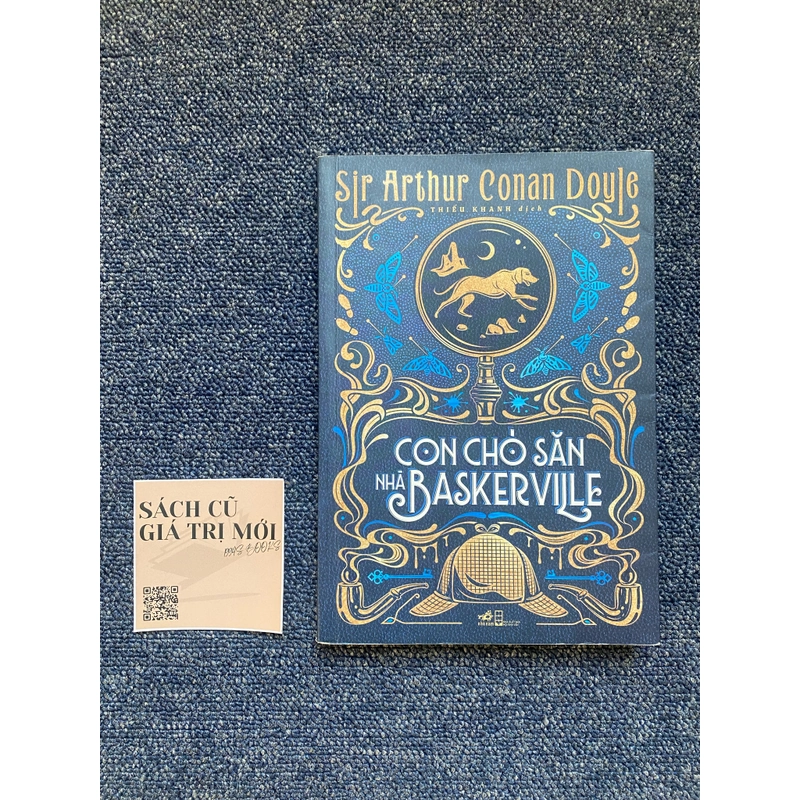 Sir Arthur Conan Doyle
THIẾU KHANH dịch
CON CHÓ SĂN
NHÀ BASKERVILLE
SÁCH CŨ
GIÁ TRỊ MỚI